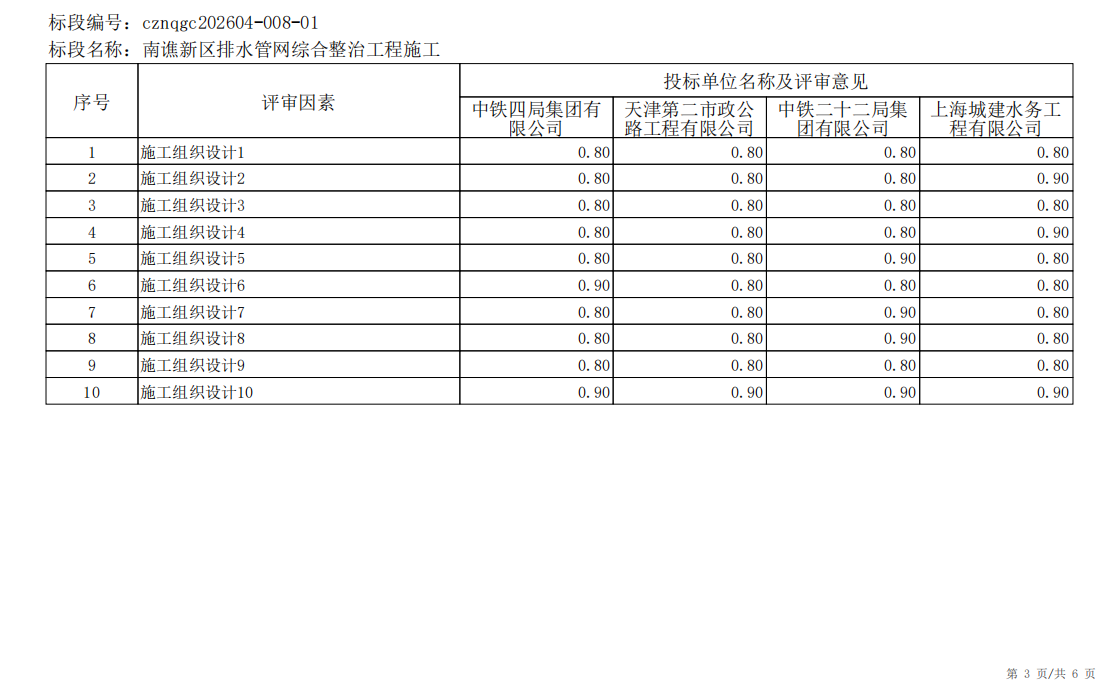 标段编号：cznqgc202604-008-01
标段名称：南谯新区排水管网综合整治工程施工
序号 评审因素 投标单位名称及评审意见
中铁四局集团有限公司 天津第二市政公路工程有限公司 中铁二十二局集团有限公司 上海城建水务工程有限公司
1 施工组织设计1 0.80 0.80 0.80 0.80
2 施工组织设计2 0.80 0.80 0.80 0.90
3 施工组织设计3 0.80 0.80 0.80 0.80
4 施工组织设计4 0.80 0.80 0.80 0.90
5 施工组织设计5 0.80 0.80 0.90 0.80
6 施工组织设计6 0.90 0.80 0.80 0.80
7 施工组织设计7 0.80 0.80 0.90 0.80
8 施工组织设计8 0.80 0.80 0.90 0.80
9 施工组织设计9 0.80 0.80 0.80 0.80
10 施工组织设计10 0.90 0.90 0.90 0.90
第 3 页/共 6 页